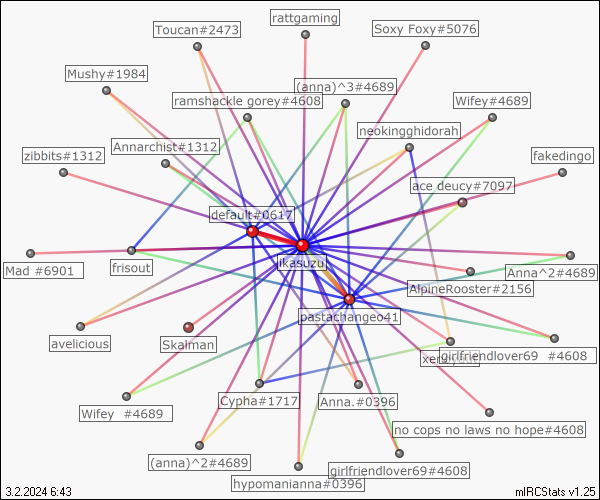 rattgaming
Toucan#2473
Soxy Foxy#5076
Mushy#1984
(anna)^3#4689
ramshackle gorey#4608
Wifey#4689
neokingghidorah
Annarchist#1312
zibbits#1312
fakedingo
ace deucy#7097
default#0617
ikasuzu
Mad #6901
frisout
Anna^2#4689
AlpineRooster#2156
pastachangeo41
avelicious
Skalman
girlfriendlover69 #4608
Cypha#1717
Anna.#0396
Wifey #4689
no cops no laws no hope#4608
(anna)^2#4689
girlfriendlover69#4608
hypomanianna#0396
3.2.2024 6:43
mIRCStats v1.25